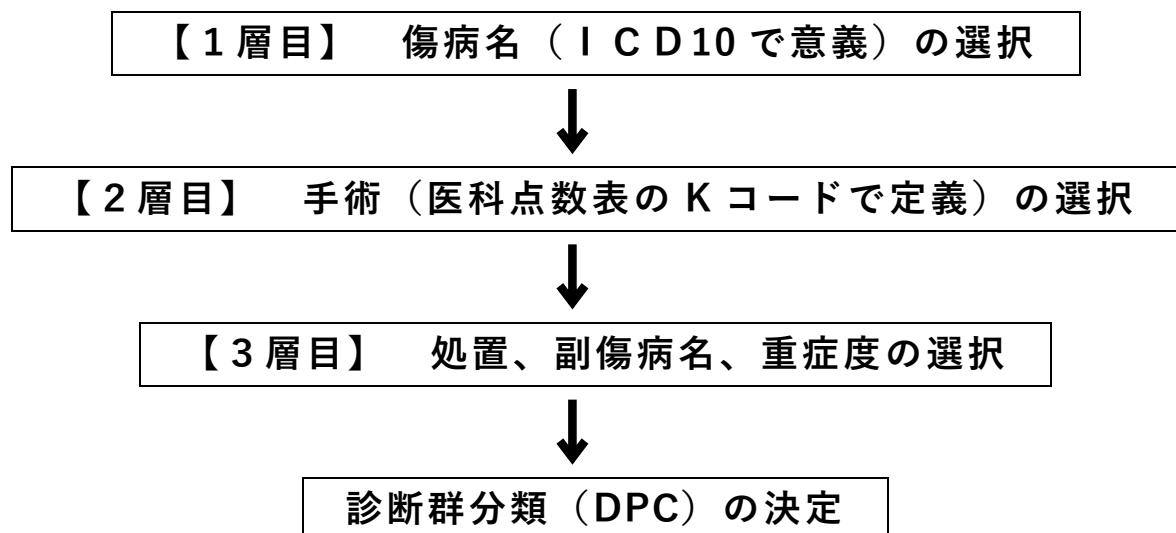 【１層目】　傷病名（ＩＣＤ10で意義）の選択
【２層目】　手術（医科点数表のＫコードで定義）の選択
【３層目】　処置、副傷病名、重症度の選択
診断群分類（DPC）の決定